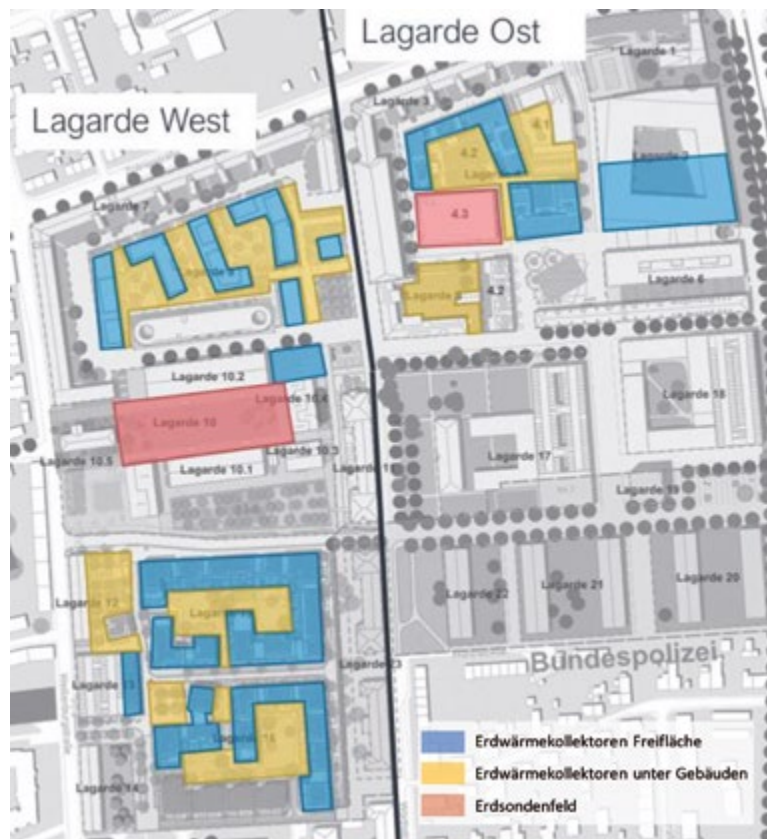 Lagarde Ost
Lagarde 1
Lagarde West
Lagarde 3
4.1
4.2
Lagarde 7
4.3
Lagarde 6
4.2
Lagarde 10.2
Lagarde 10.4
Lagarde 18
Lagarde 10
Lagarde 10.5
Lagarde 10.3
Lagarde 10.1
Lagarde 17
Lagarde 19
Lagarde 22
Lagarde 21
Lagarde 20
Lagarde 12
Lagarde 23
Bundespolizei
Lagarde 14
Erdwärmekollektoren Freifläche
Erdwärmekollektoren unter Gebäuden
Erdsondenfeld